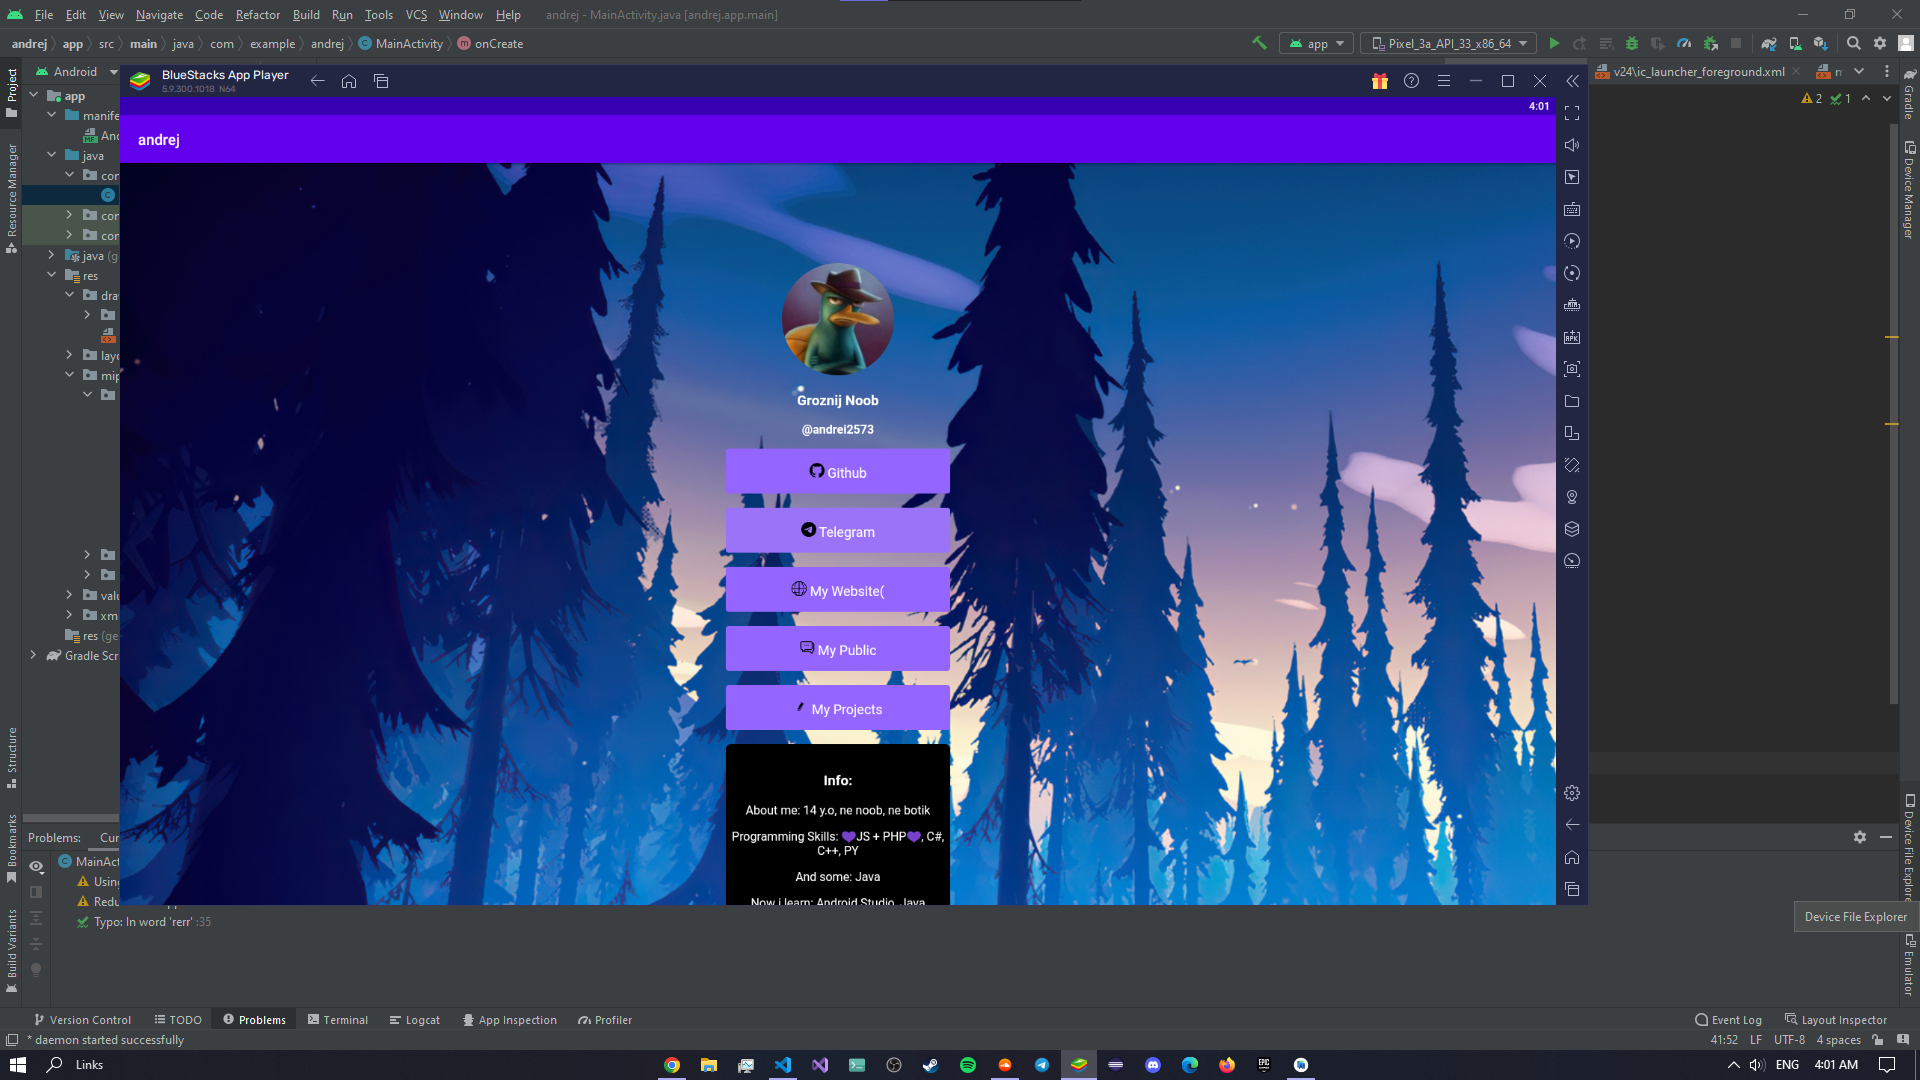 File Edit View Navigate Code Refactor Build Run Tools VCS Window Help andrej - MainActivity.java [andrej.app.main]
andrej app src main java com example andrej MainActivity onCreate app Pixel_3a_API_33_x86_64
Android
BlueStacks App Player
5.9.300.1018 N64
v24\ic_launcher_foreground.xml
2 1
4:01
andrej
Project
Resource Manager
Structure
Bookmarks
Build Variants
app
manife
And
java
con
con
con
java (g
res
dra
layo
mip
valu
xm
res (ge
Gradle Scr
Groznij Noob
@andrei2573
Github
Telegram
My Website(
My Public
My Projects
Info:
About me: 14 y.o, ne noob, ne botik
Programming Skills: 💜JS + PHP💜, C#,
C++, PY
And some: Java
Now i learn: Android Studio, Java
Gradle
Device Manager
Device File Explorer
Emulator
Problems: Cur
MainAct
Using
Redu
Typo: In word 'rerr' :35
Device File Explorer
Version Control TODO Problems Terminal Logcat App Inspection Profiler Event Log Layout Inspector
* daemon started successfully 41:52 LF UTF-8 4 spaces
Links ENG 4:01 AM